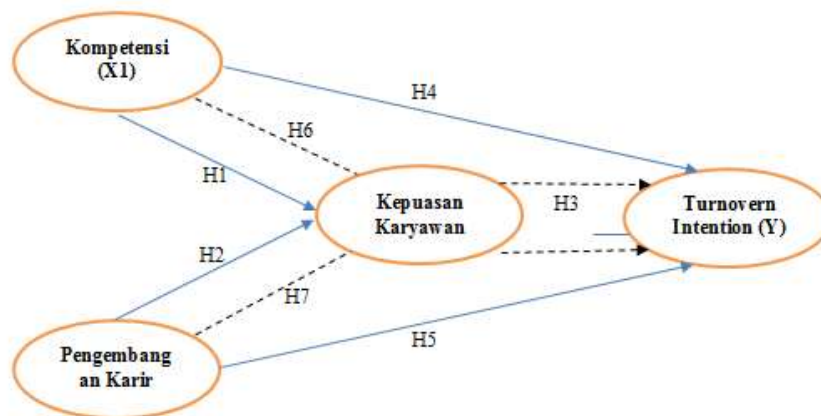 Kompetensi
(X1)
H4
H6
H1
Kepuasan
Karyawan
H3
Turnovern
Intention (Y)
H2
H7
H5
Pengembang
an Karir